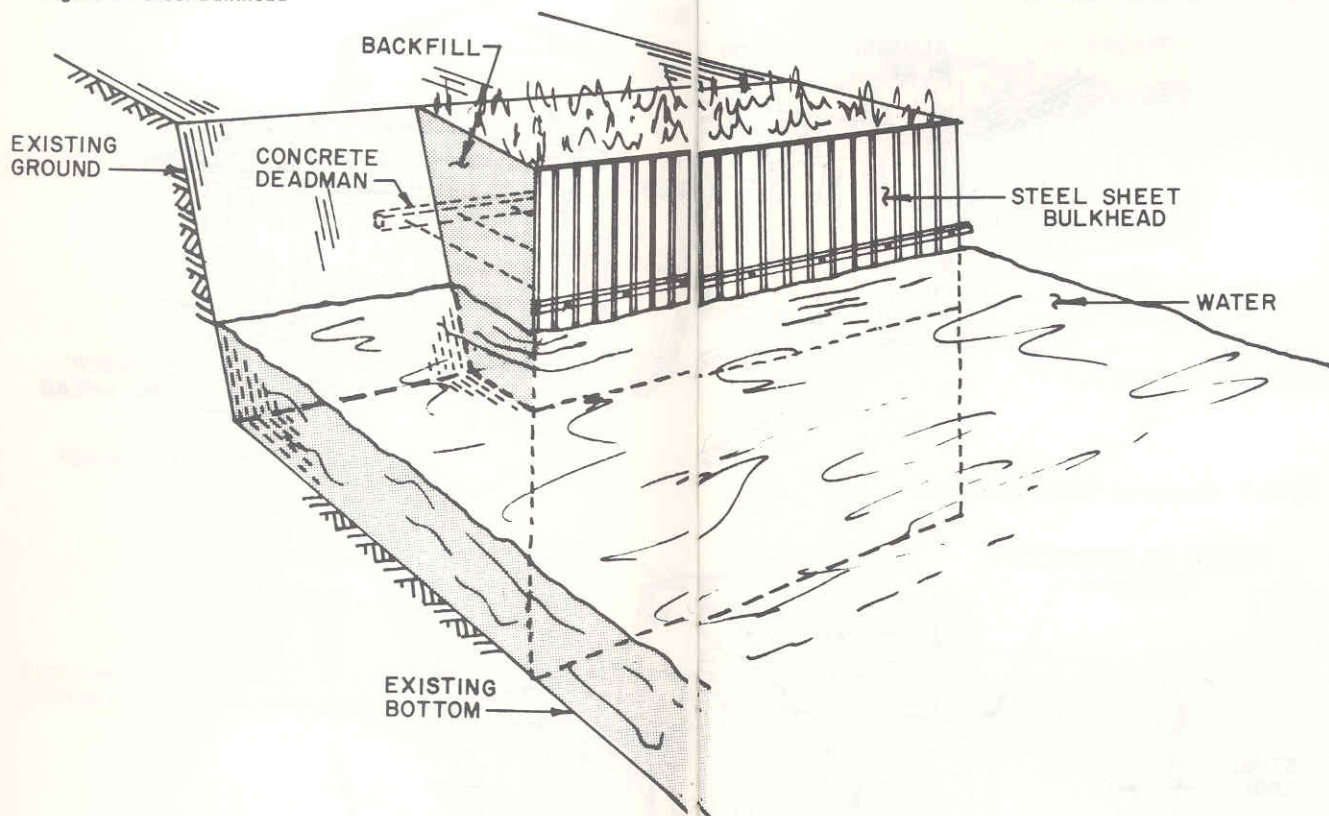 BACKFILL
EXISTING
GROUND
CONCRETE
DEADMAN
STEEL SHEET
BULKHEAD
WATER
EXISTING
BOTTOM